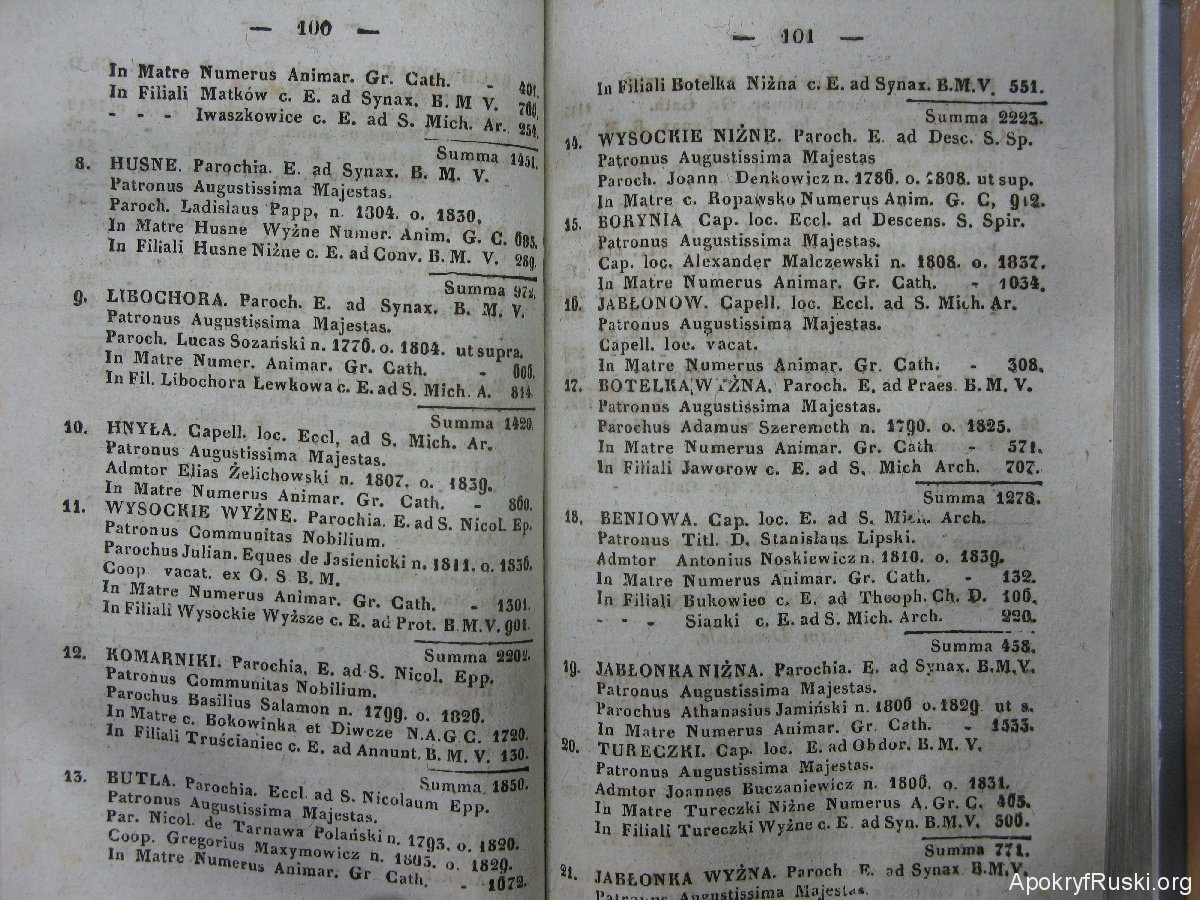 — 100 —
In Matre Numerus Animar. Gr. Cath. - 401.
In Filiali Matków c. E. ad Synax. B. M V. 766.
- - - Iwaszkowice c. E. ad S. Mich. Ar. 254.
Summa 1451.
8. HUSNE. Parochia. E. ad Synax. B. M. V.
Patronus Augustissima Majestas.
Paroch. Ladislaus Papp. n. 1804. o. 1830.
In Matre Husne Wyżne Numer. Anim. G. C. 685.
In Filiali Husne Niżne c. E. ad Conv. B. M. V. 289.
Summa 972.
9. LIBOCHORA. Paroch. E. ad Synax. B. M. V.
Patronus Augustissima Majestas.
Paroch. Lucas Sozański n. 1776. o. 1804. ut supra.
In Matre Numer. Animar. Gr. Cath. - 606.
In Fil. Libochora Lewkowa c. E. ad S. Mich. A. 814
Summa 1420.
10. HNYŁA. Capell. loc. Eccl. ad S. Mich. Ar.
Patronus Augustissima Majestas.
Admtor Elias Żelichowski n. 1807. o. 1839.
In Matre Numerus Animar. Gr. Cath. - 860.
11. WYSOCKIE WYŻNE. Parochia. E. ad S. Nicol. Ep.
Patronus Communitas Nobilium.
Parochus Julian. Eques de Jasienicki n. 1811. o. 1836.
Coop vacat. ex O. S. B. M.
In Matre Numerus Animar. Gr. Cath. - 1301.
In Filiali Wysockie Wyższe c. E. ad Prot. B. M. V. 901.
Summa 2202.
12. KOMARNIKI. Parochia, E. ad S. Nicol. Epp.
Patronus Communitas Nobilium.
Parochus Basilius Salamon n. 1799. o. 1826.
In Matre c. Bokowinka et Diwcze N. A. G C. 1720.
In Filiali Truścianiec c. E. ad Annunt. B. M. V. 130.
Summa 1850.
13. BUTLA. Parochia. Eccl. ad S. Nicolaum Epp.
Patronus Augustissima Majestas.
Par. Nicol. de Tarnawa Polański n. 1793. o. 1820.
Coop. Gregorius Maxymowicz n. 1803. o. 1829.
In Matre Numerus Animar. Gr. Cath. - 1672.
— 101 —
In Filiali Botelka Niżna c. E. ad Synax. B.M.V. 551.
Summa 2223.
14. WYSOCKIE NIŻNE. Paroch. E. ad Desc. S. Sp.
Patronus Augustissima Majestas
Paroch. Joann Denkowicz n. 1786. o. 1808. ut sup.
In Matre c. Ropawsko Numerus Anim. G. C. 912.
15. BORYNIA Cap. loc. Eccl. ad Descens. S. Spir.
Patronus Augustissima Majestas.
Cap. loc. Alexander Malczewski n. 1808. o. 1837.
In Matre Numerus Animar. Gr. Cath. - 1034.
16. JABŁONOW. Capell. loc. Eccl. ad S. Mich. Ar.
Patronus Augustissima Majestas.
Capell. loc. vacat.
In Matre Numerus Animar. Gr. Cath. - 308.
17. BOTELKA WYŻNA. Paroch. E. ad Praes. B. M. V.
Patronus Augustissima Majestas.
Parochus Adamus Szeremeth n. 1790. o. 1825.
In Matre Numerus Animar. Gr. Cath - 571.
In Filiali Jaworow c. E. ad S. Mich Arch. 707.
Summa 1278.
18. BENIOWA. Cap. loc. E. ad S. Mich. Arch.
Patronus Titl. D. Stanislaus Lipski.
Admtor Antonius Noskiewicz n. 1810. o. 1839.
In Matre Numerus Animar. Gr. Cath. - 132.
In Filiali Bukowiec c. E. ad Theoph. Ch. D. 106.
- - - Sianki c. E. ad S. Mich. Arch. 220.
Summa 458.
19. JABŁONKA NIŻNA. Parochia. E. ad Synax. B.M.V.
Patronus Augustissima Majestas.
Parochus Athanasius Jamiński n. 1806 o. 1829 ut s.
In Matre Numerus Animar. Gr. Cath. - 1533.
20. TURECZKI. Cap. loc. E. ad Obdor. B. M. V.
Patronus Augustissima Majestas.
Admtor Joannes Buczaniewicz n. 1806. o. 1831.
In Matre Tureczki Niżne Numerus A. Gr. C. 465.
In Filiali Tureczki Wyżne c. E. ad Syn. B.M.V. 306.
Summa 771.
21. JABŁONKA WYŻNA. Paroch E. ad Synax B.M.V.
Patronus Augustissima Majestas.
ApokryfRuski.org